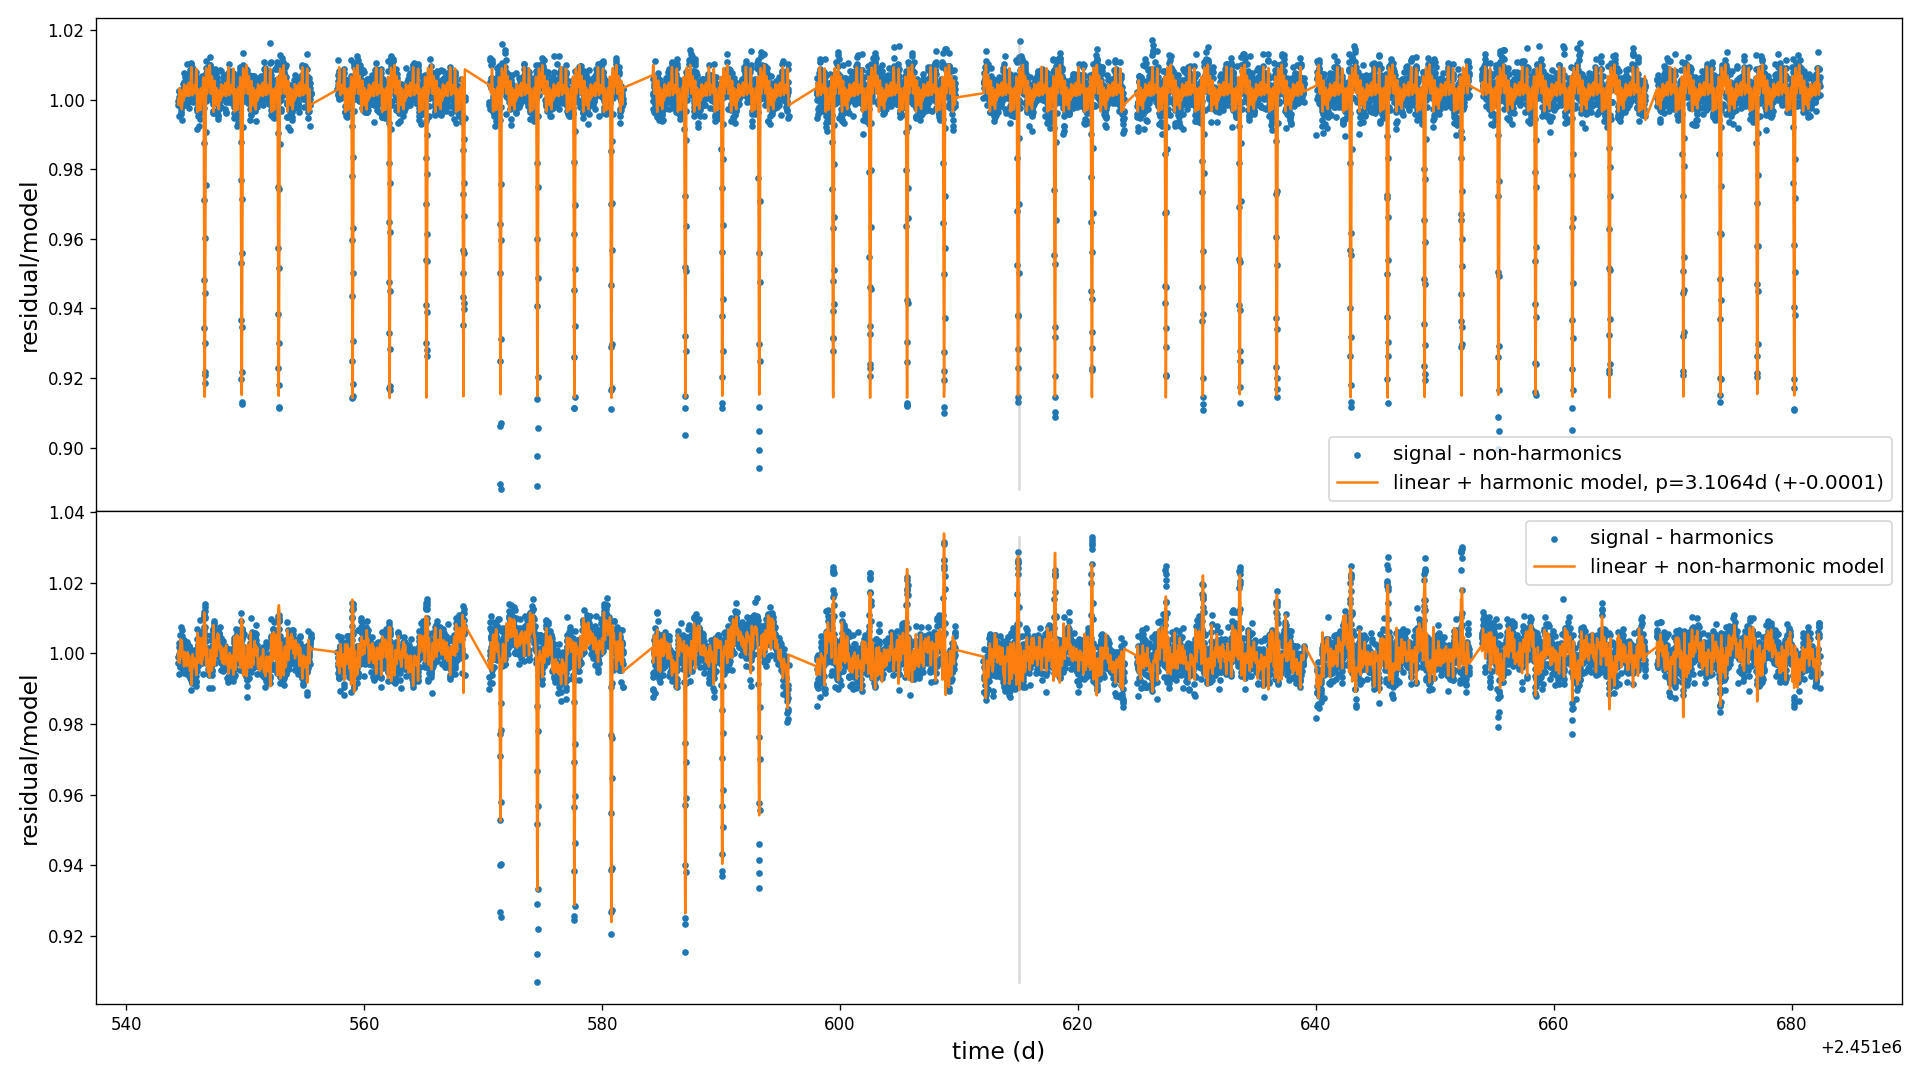 1.02
1.00
0.98
0.96
0.94
0.92
0.90
residual/model
signal - non-harmonics
linear + harmonic model, p=3.1064d (+-0.0001)
1.04
1.02
1.00
0.98
0.96
0.94
0.92
residual/model
signal - harmonics
linear + non-harmonic model
540 560 580 600 620 640 660 680
time (d)
+2.451e6